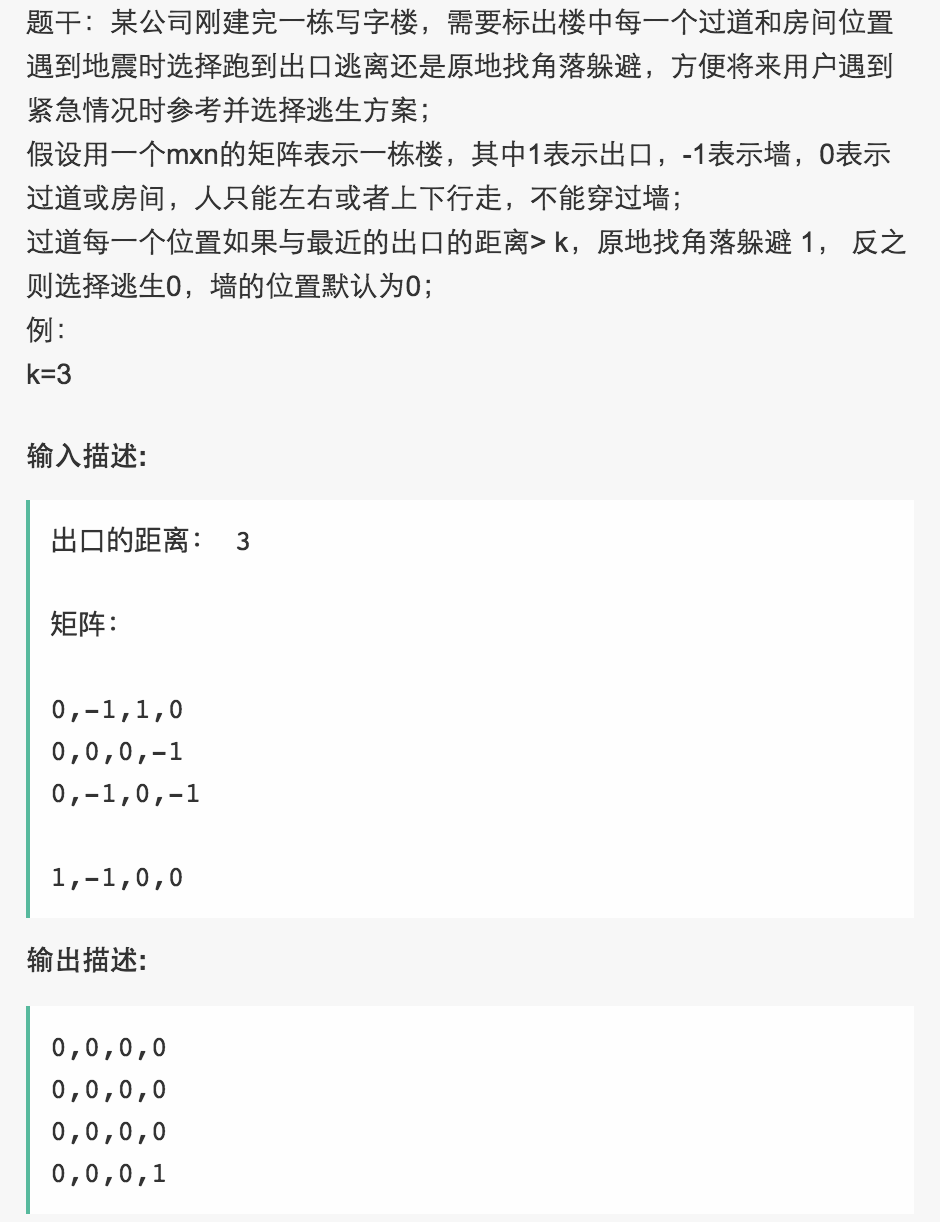 题干：某公司刚建完一栋写字楼，需要标出楼中每一个过道和房间位置
遇到地震时选择跑到出口逃离还是原地找角落躲避，方便将来用户遇到
紧急情况时参考并选择逃生方案；
假设用一个mxn的矩阵表示一栋楼，其中1表示出口，-1表示墙，0表示
过道或房间，人只能左右或者上下行走，不能穿过墙；
过道每一个位置如果与最近的出口的距离> k，原地找角落躲避 1， 反之
则选择逃生0，墙的位置默认为0；
例：
k=3
输入描述:
出口的距离： 3
矩阵：
0,-1,1,0
0,0,0,-1
0,-1,0,-1
1,-1,0,0
输出描述:
0,0,0,0
0,0,0,0
0,0,0,0
0,0,0,1